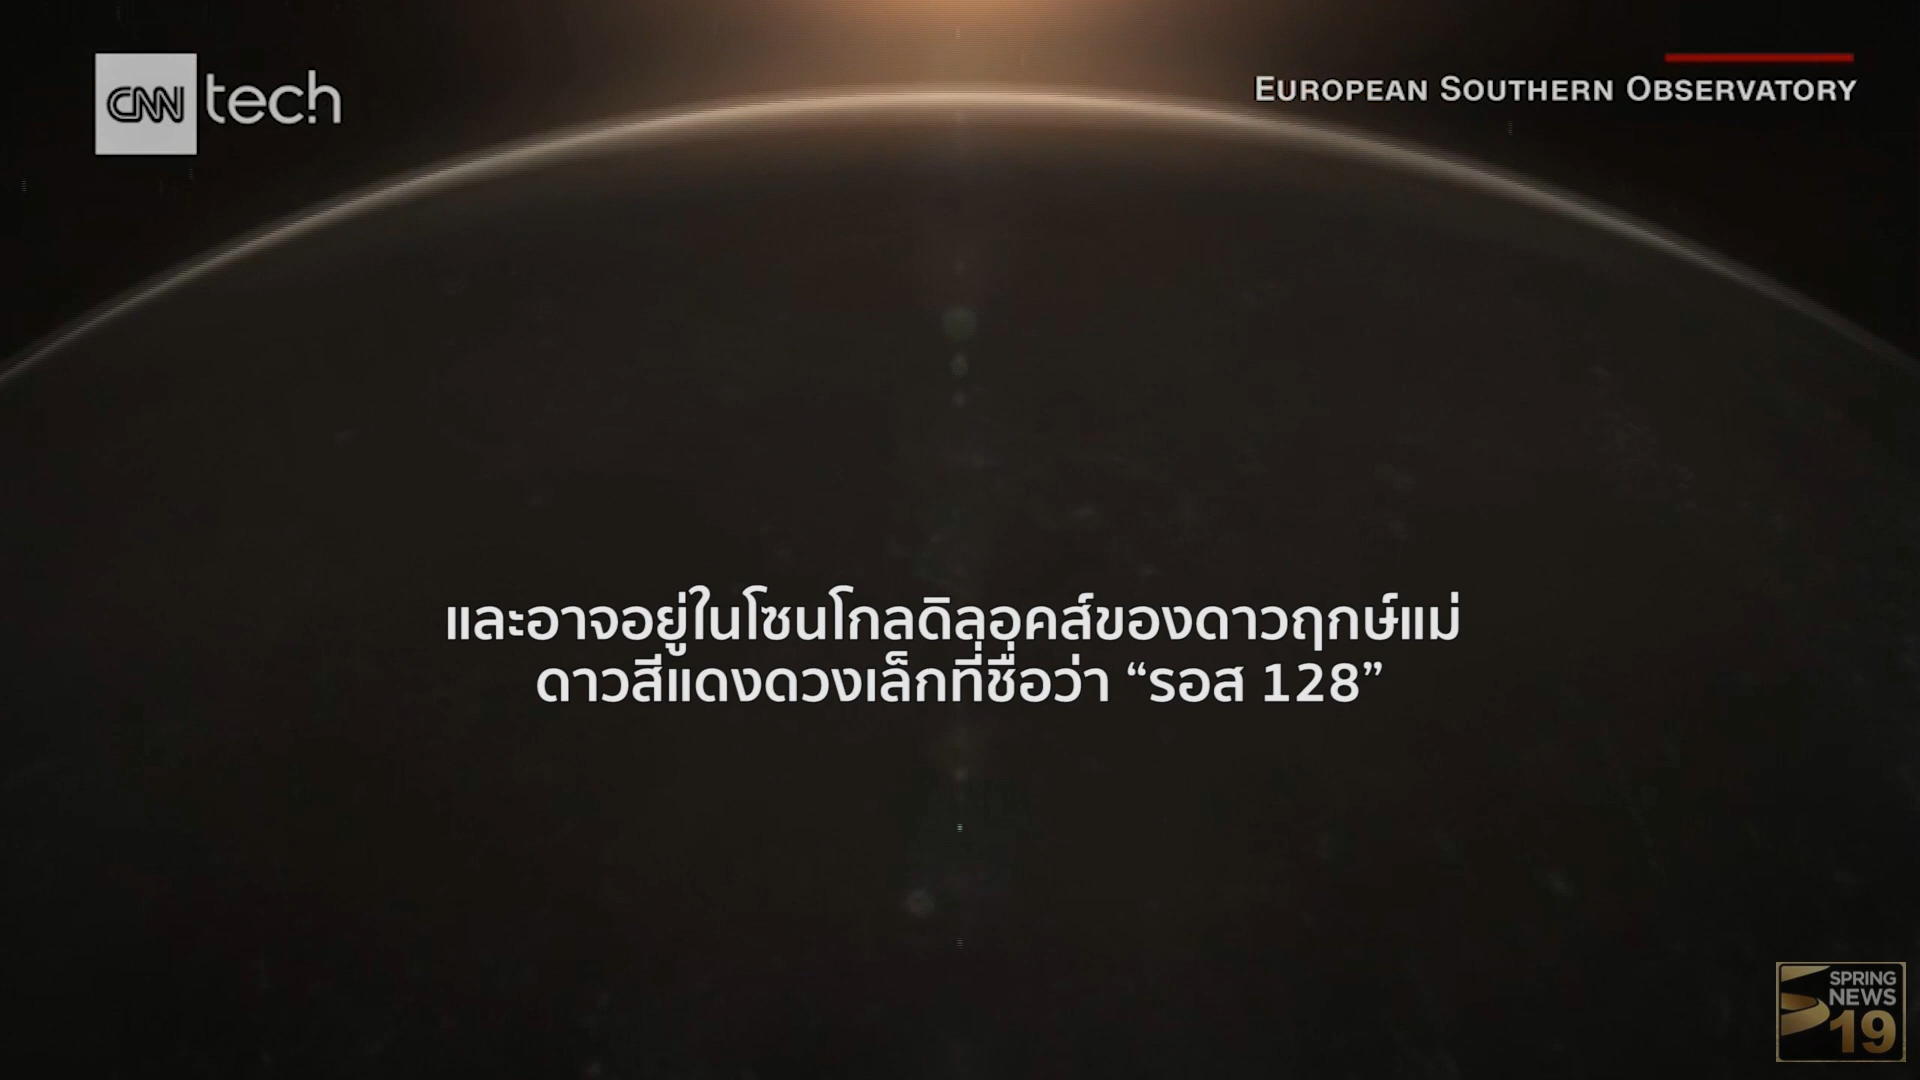 CNN tech
EUROPEAN SOUTHERN OBSERVATORY
และอาจอยู่ในโซนโกลดิลอคส์ของดาวฤกษ์แม่
ดาวสีแดงดวงเล็กที่ชื่อว่า “รอส 128”
SPRING
NEWS
19